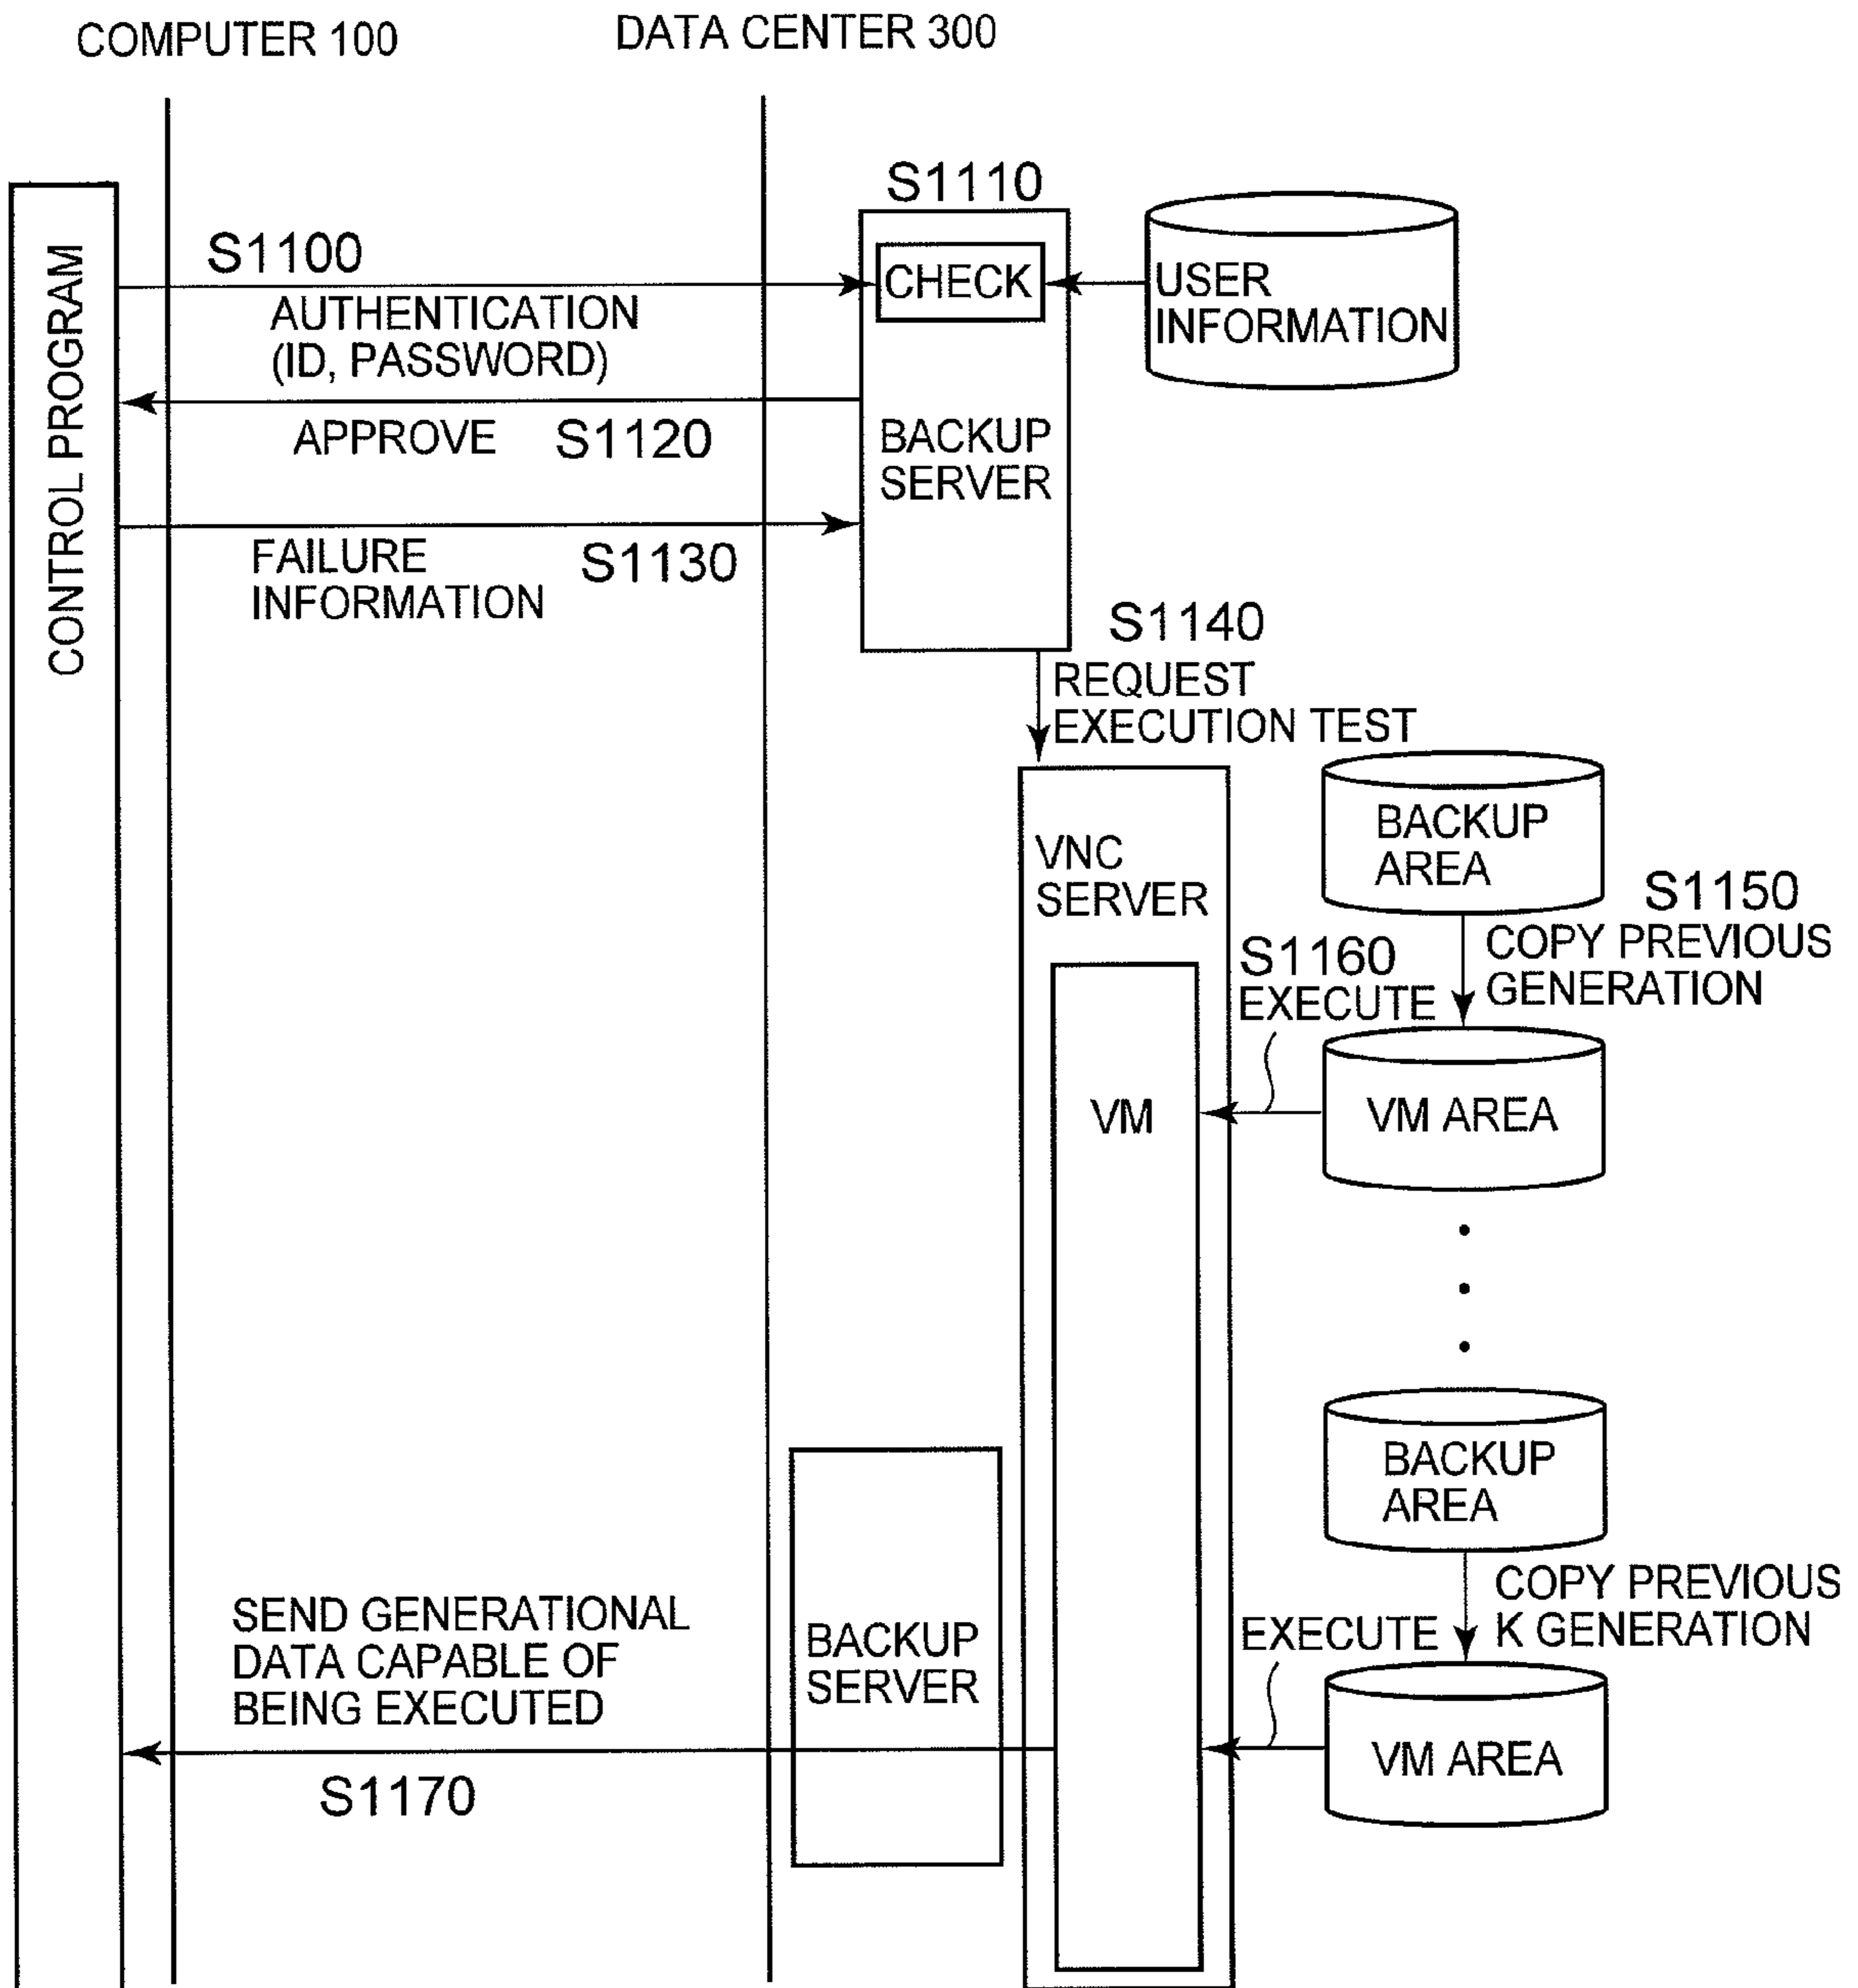 COMPUTER 100
DATA CENTER 300
CONTROL PROGRAM
S1100
AUTHENTICATION
(ID, PASSWORD)
S1110
CHECK
USER
INFORMATION
APPROVE
S1120
BACKUP
SERVER
FAILURE
INFORMATION
S1130
S1140
REQUEST
EXECUTION TEST
VNC
SERVER
BACKUP
AREA
S1150
COPY PREVIOUS
GENERATION
S1160
EXECUTE
VM
VM AREA
BACKUP
AREA
COPY PREVIOUS
K GENERATION
EXECUTE
VM AREA
SEND GENERATIONAL
DATA CAPABLE OF
BEING EXECUTED
BACKUP
SERVER
S1170